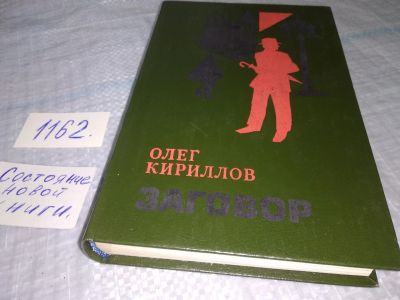 1162.
Состояние
новой
книги.
ОЛЕГ
КИРИЛЛОВ
ЗАГОВОР